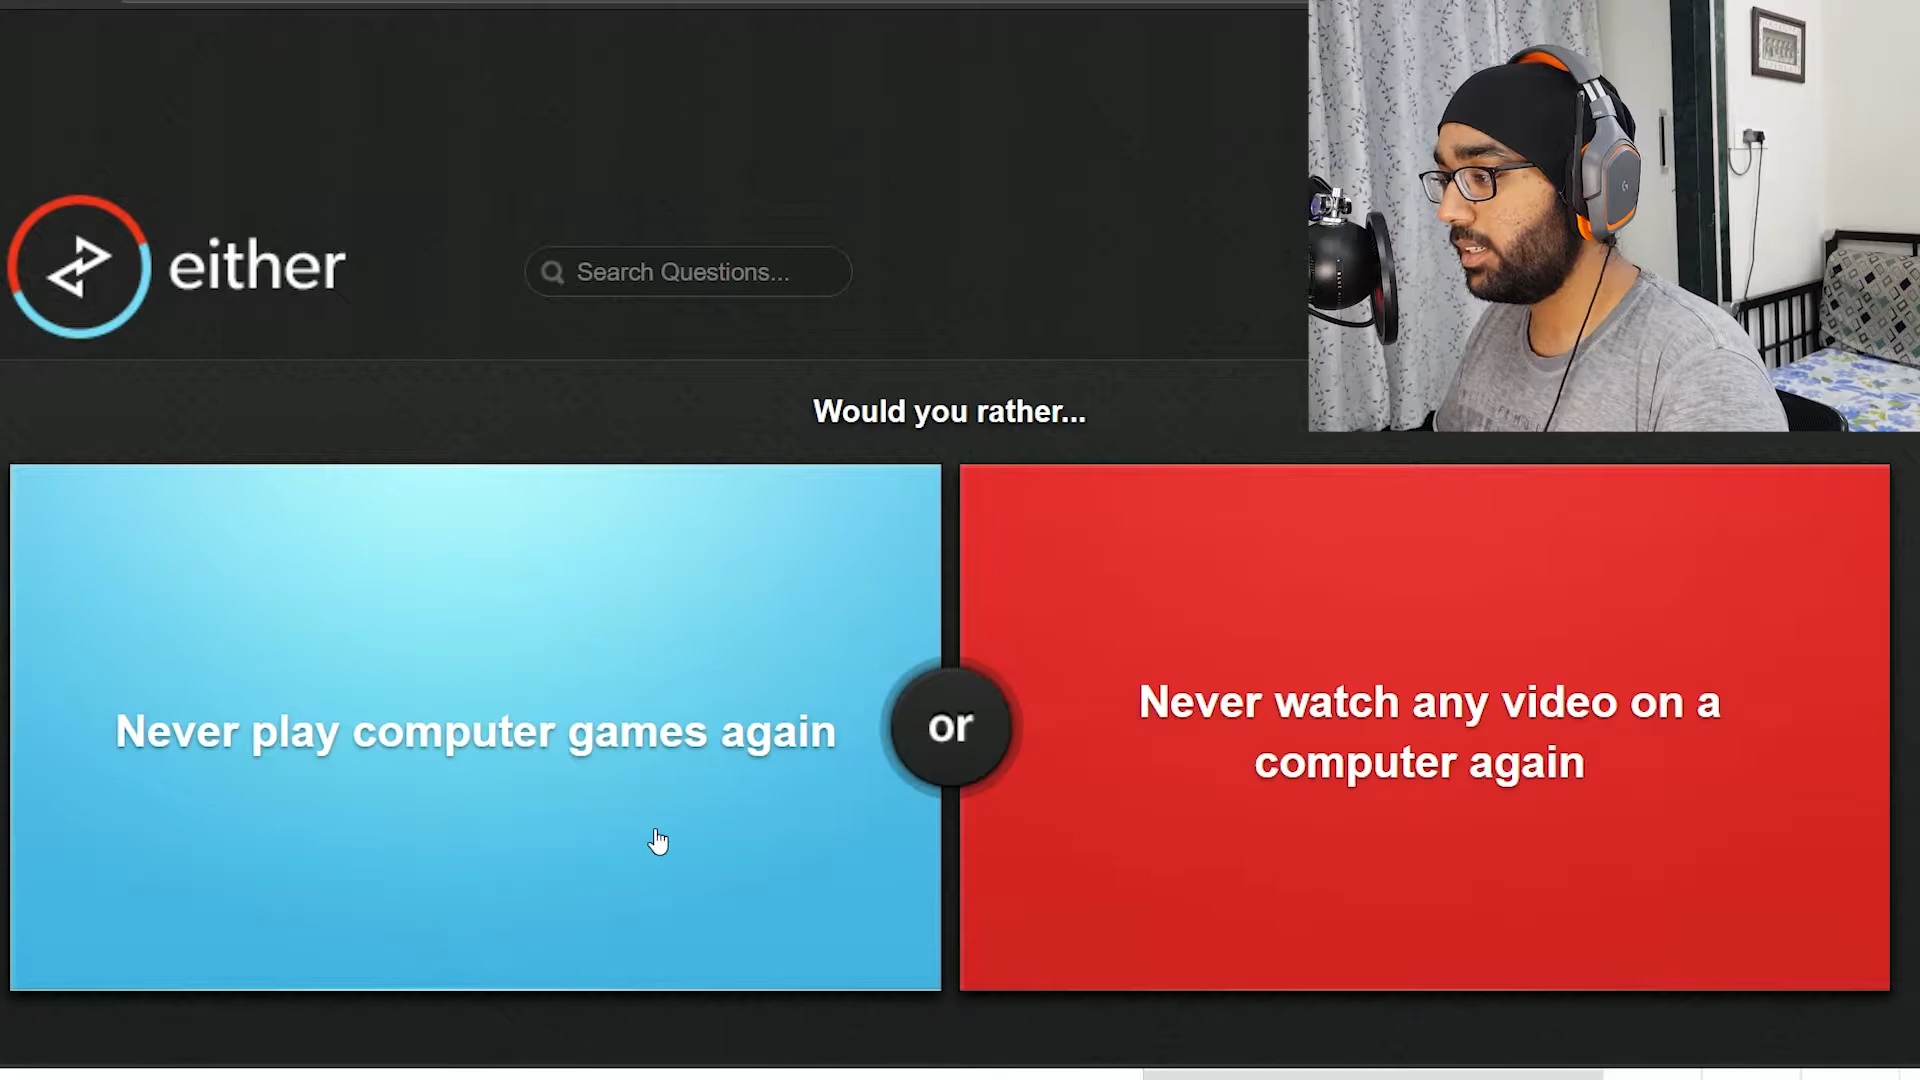 either
Search Questions...
Would you rather...
Never play computer games again
or
Never watch any video on a
computer again